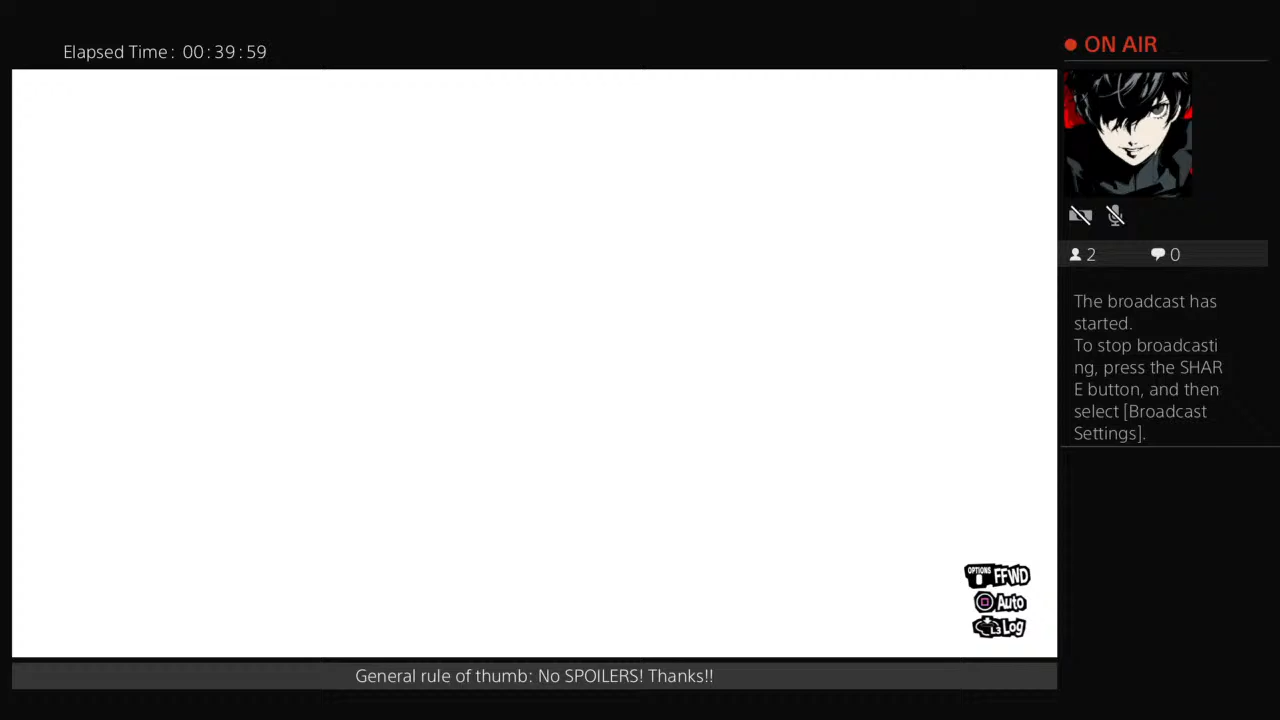 Elapsed Time: 00:39:59
ON AIR
2 0
The broadcast has
started.
To stop broadcasti
ng, press the SHAR
E button, and then
select [Broadcast
Settings].
OPTIONS FFWD
Auto
L3 Log
General rule of thumb: No SPOILERS! Thanks!!